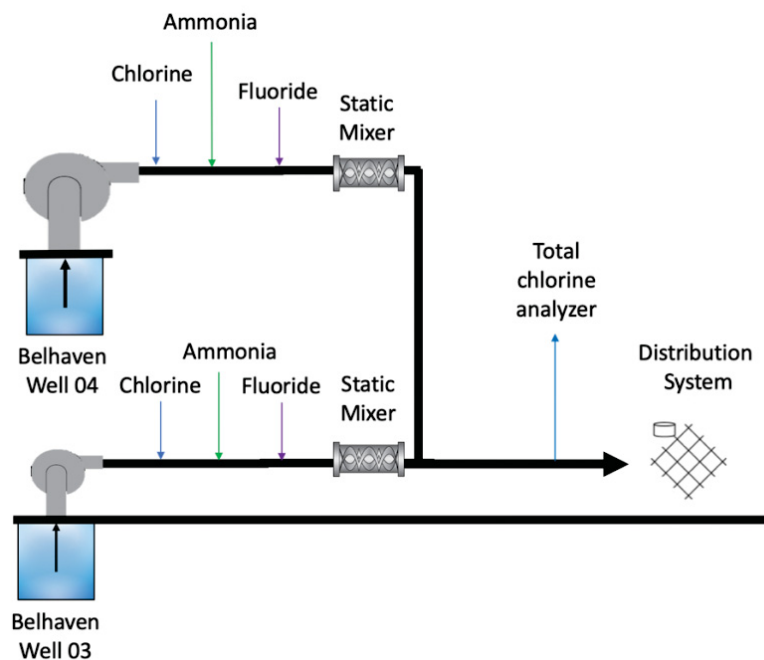 Ammonia
Chlorine
Fluoride
Static
Mixer
Belhaven
Well 04
Total
chlorine
analyzer
Distribution
System
Ammonia
Chlorine
Fluoride
Static
Mixer
Belhaven
Well 03